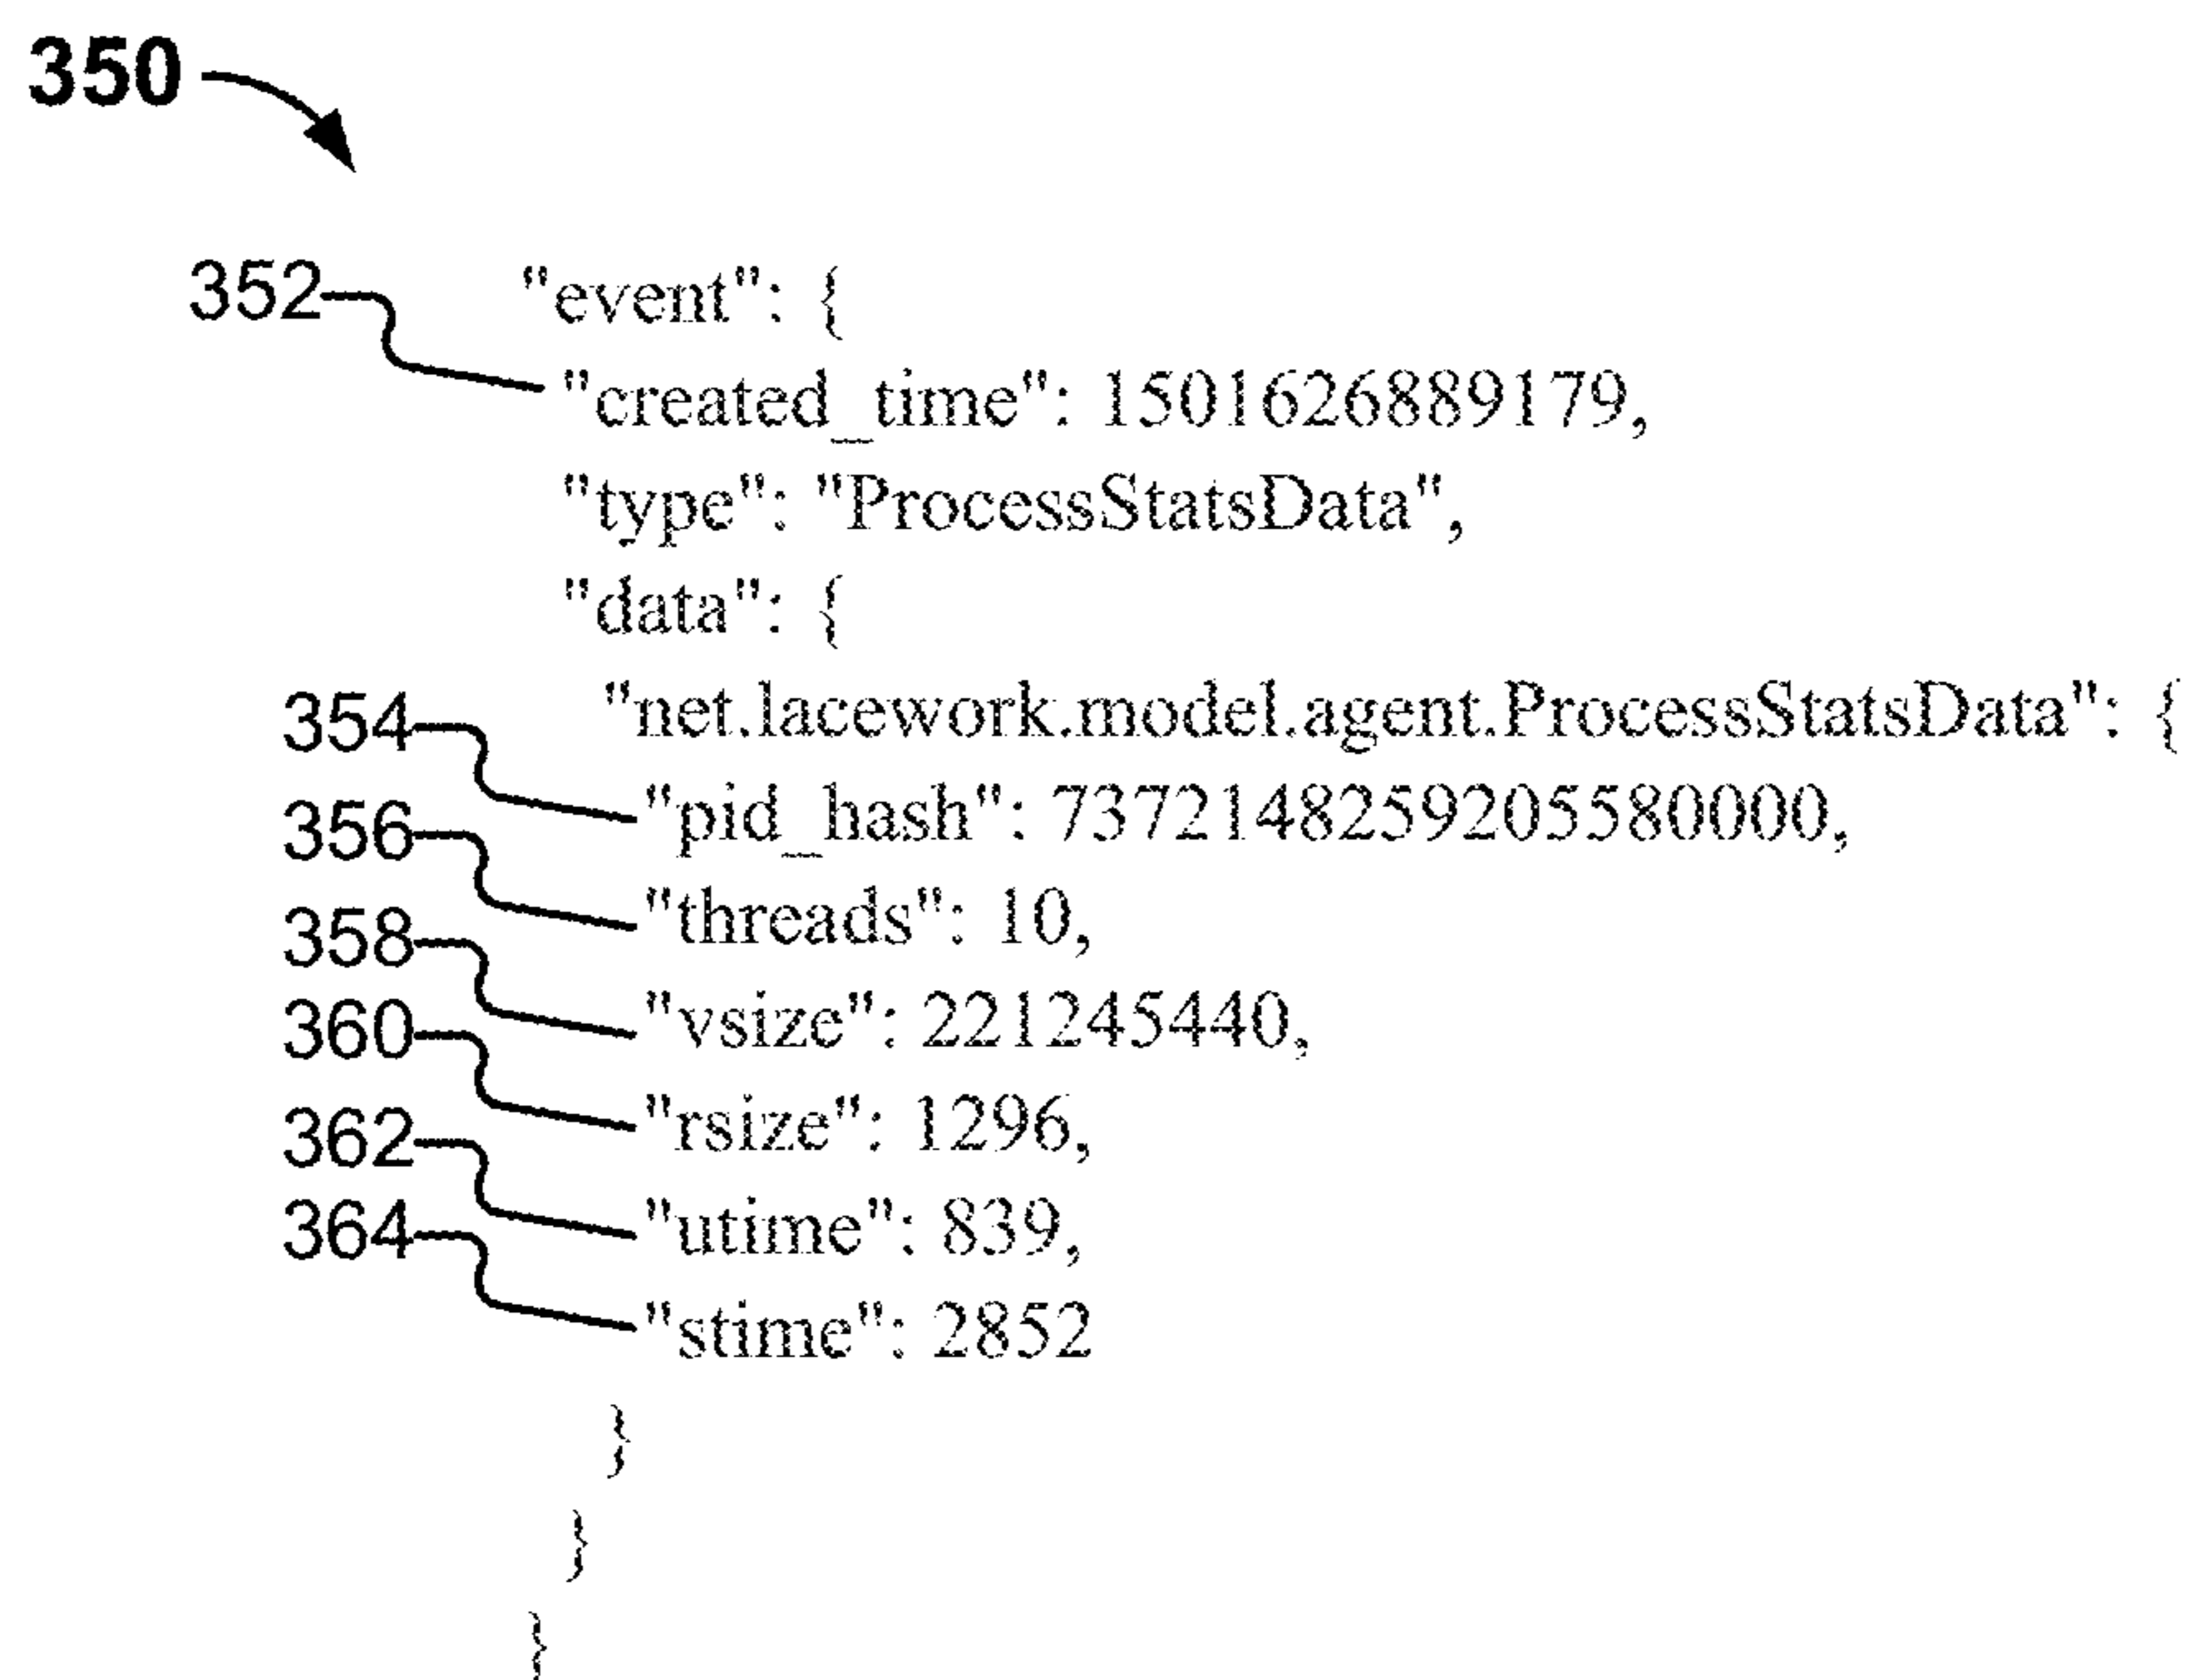 350
352 "event": {
"created_time": 1501626889179,
"type": "ProcessStatsData",
"data": {
354 "net.lacework.model.agent.ProcessStatsData": {
356 "pid_hash": 7372148259205580000,
358 "threads": 10,
360 "vsize": 221245440,
362 "rsize": 1296,
364 "utime": 839,
"stime": 2852
}
}
}